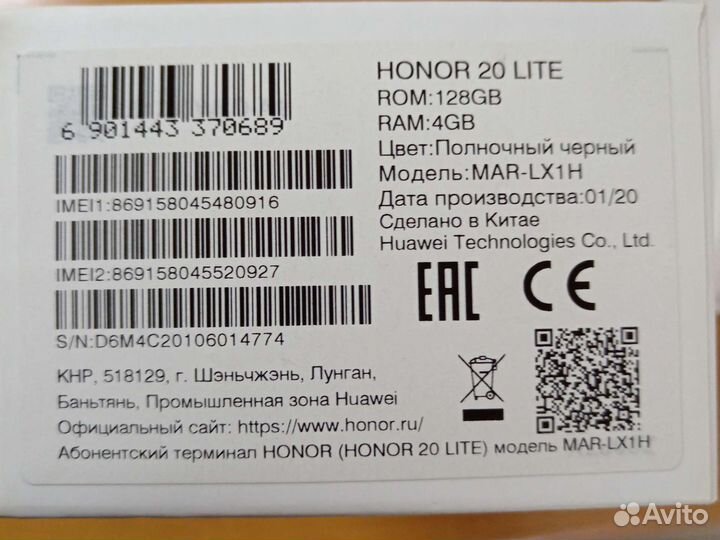 6 901443 370689
IMEI1:869158045480916
IMEI2:869158045520927
S/N:D6M4C20106014774
HONOR 20 LITE
ROM:128GB
RAM:4GB
Цвет:Полночный черный
Модель:MAR-LX1H
Дата производства:01/20
Сделано в Китае
Huawei Technologies Co., Ltd.
EAC CE
КНР, 518129, г. Шэньчжэнь, Лунган,
Баньтянь, Промышленная зона Huawei
Официальный сайт: https://www.honor.ru/
Абонентский терминал HONOR (HONOR 20 LITE) модель MAR-LX1H
Avito